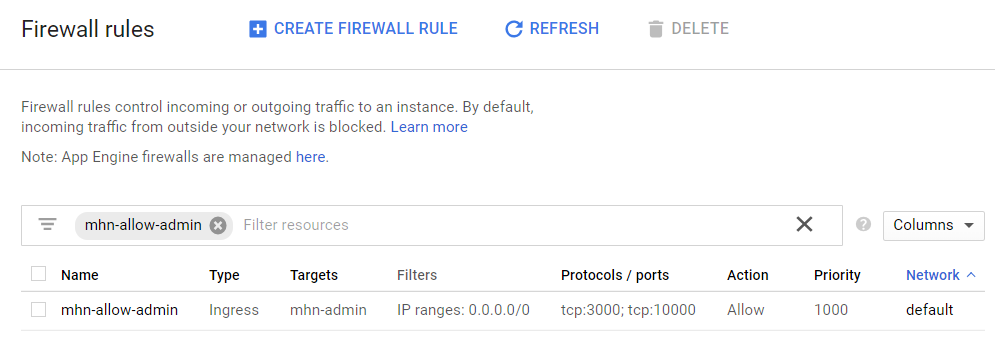 Firewall rules CREATE FIREWALL RULE REFRESH DELETE
Firewall rules control incoming or outgoing traffic to an instance. By default,
incoming traffic from outside your network is blocked. Learn more
Note: App Engine firewalls are managed here.
mhn-allow-admin Filter resources ? Columns
Name Type Targets Filters Protocols / ports Action Priority Network
mhn-allow-admin Ingress mhn-admin IP ranges: 0.0.0.0/0 tcp:3000; tcp:10000 Allow 1000 default